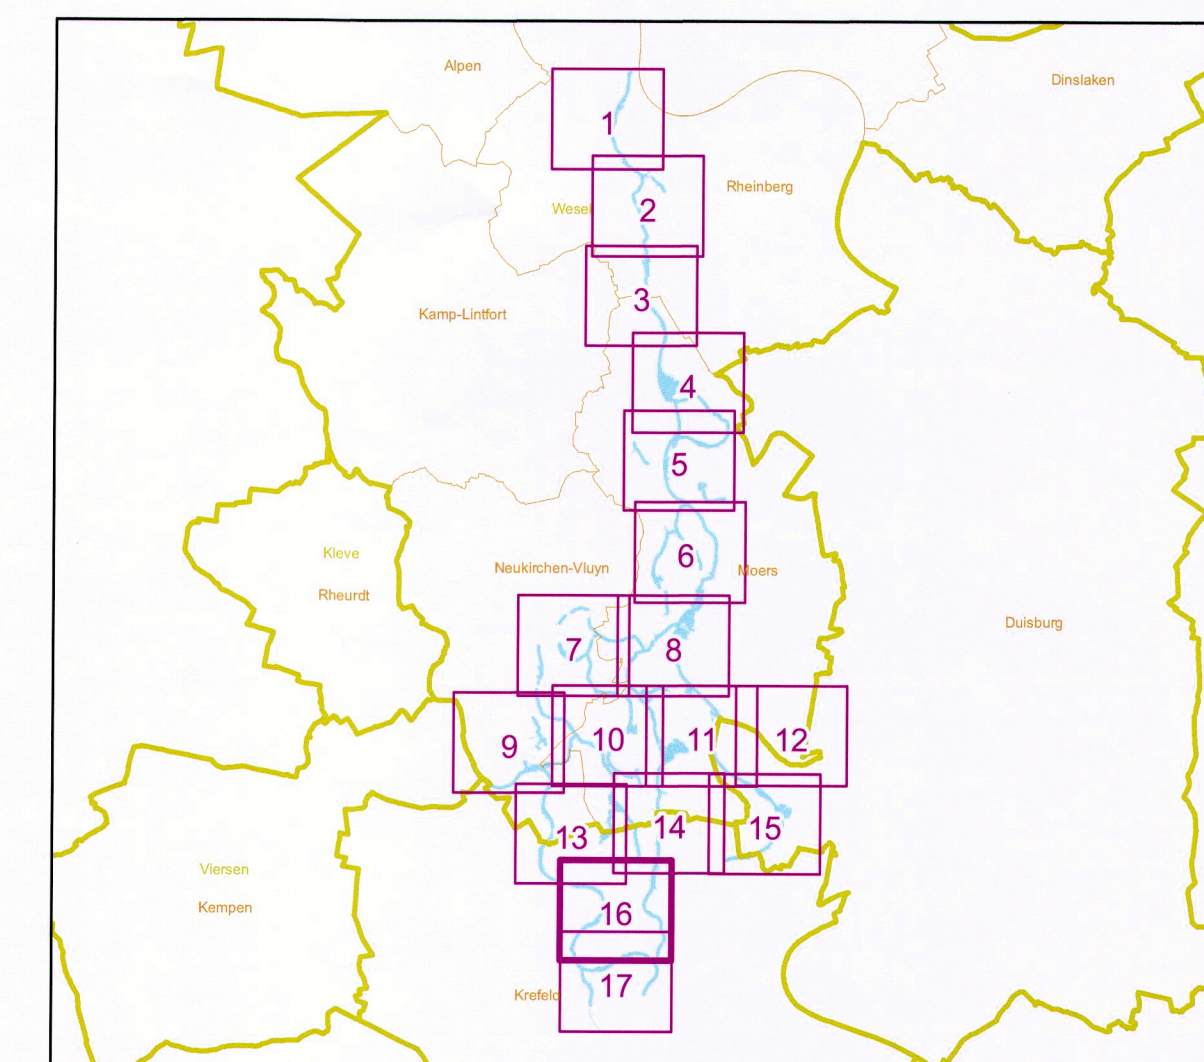 Alpen
Dinslaken
1
Rheinberg
Wesel
2
3
Kamp-Lintfort
4
5
Kleve
Neukirchen-Vluyn
6
Moers
Rheurdt
Duisburg
7
8
9
10
11
12
13
14
15
Viersen
Kempen
16
17
Krefeld